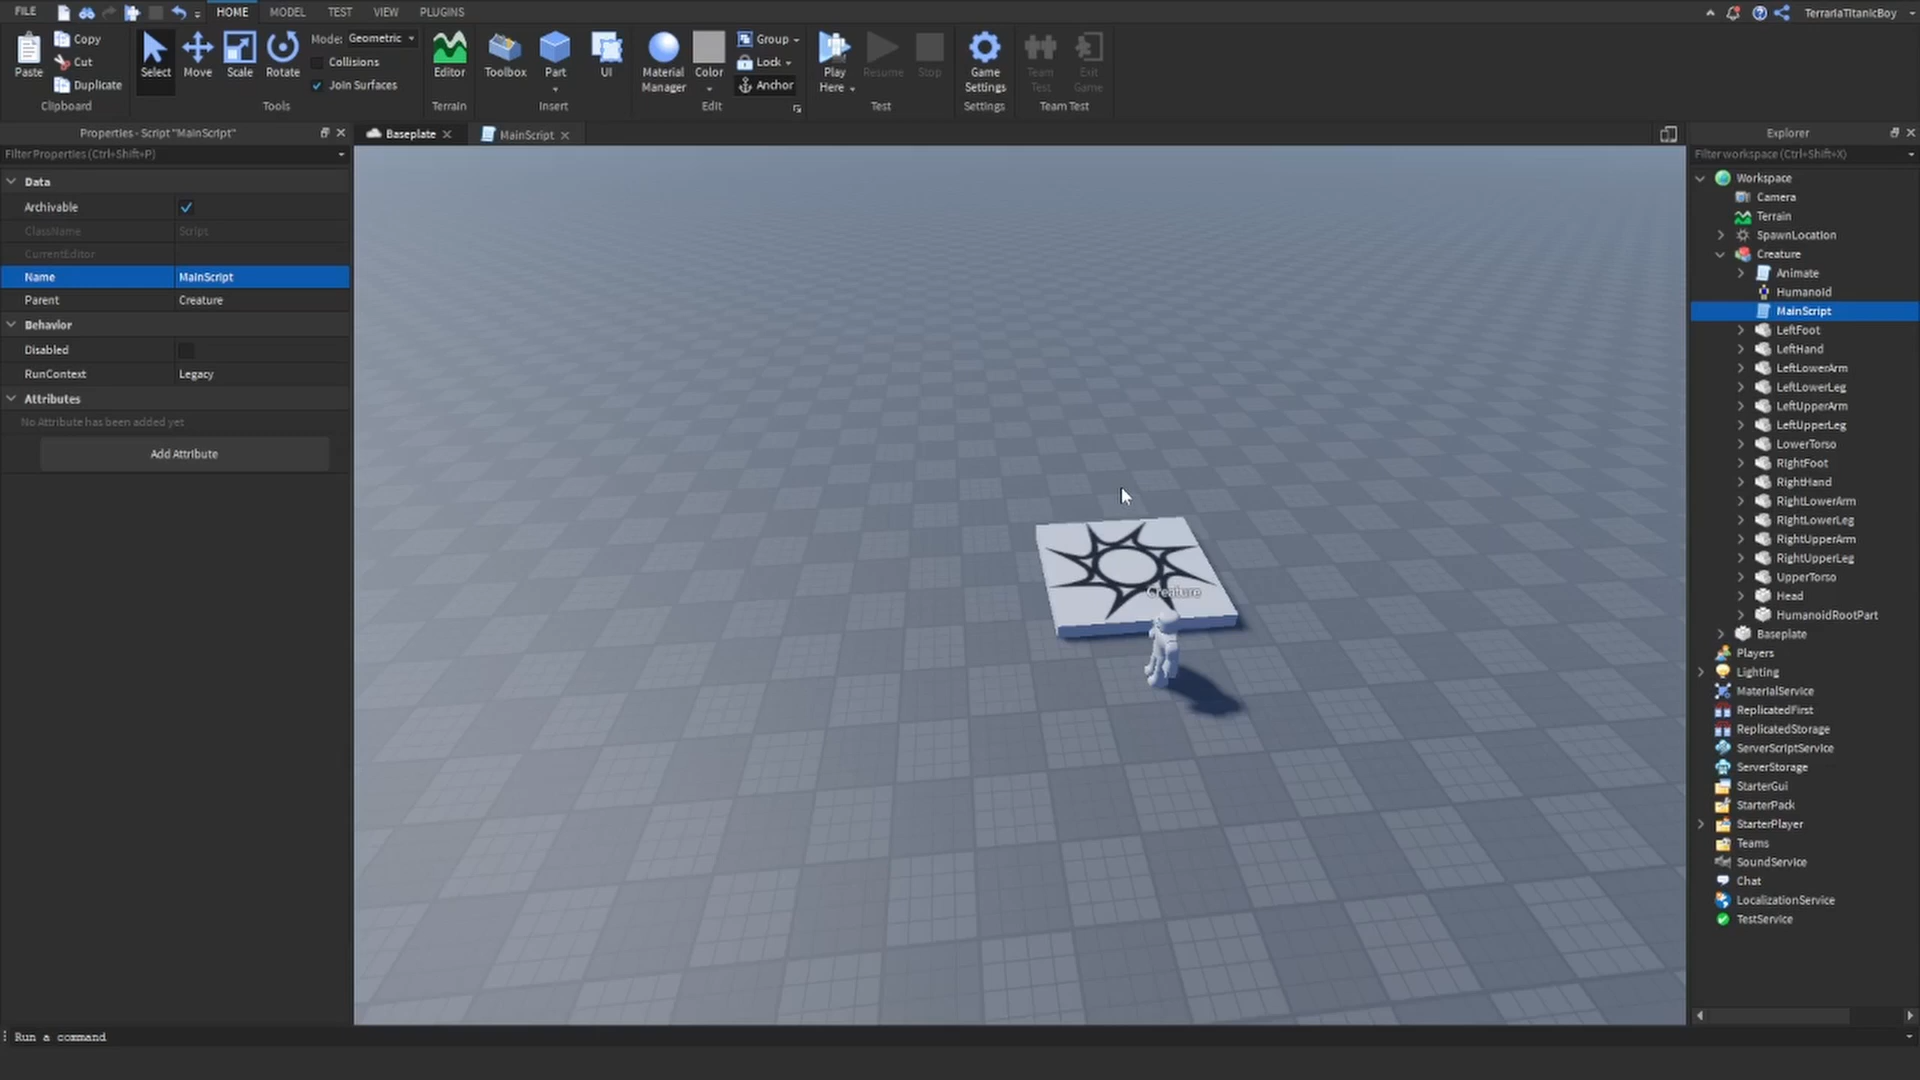 FILE
HOME
MODEL
TEST
VIEW
PLUGINS
TerrariaTitanicBoy
Paste
Copy
Cut
Duplicate
Clipboard
Select
Move
Scale
Rotate
Mode: Geometric
Collisions
Join Surfaces
Tools
Editor
Terrain
Toolbox
Part
UI
Insert
Material Manager
Color
Group
Lock
Anchor
Edit
Play Here
Resume
Stop
Test
Game Settings
Settings
Team Test
Exit Game
Team Test
Properties - Script "MainScript"
Filter Properties (Ctrl+Shift+P)
Data
Archivable
ClassName Script
CurrentEditor
Name MainScript
Parent Creature
Behavior
Disabled
RunContext Legacy
Attributes
No Attribute has been added yet
Add Attribute
Baseplate
MainScript
Creature
Explorer
Filter workspace (Ctrl+Shift+X)
Workspace
Camera
Terrain
SpawnLocation
Creature
Animate
Humanoid
MainScript
LeftFoot
LeftHand
LeftLowerArm
LeftLowerLeg
LeftUpperArm
LeftUpperLeg
LowerTorso
RightFoot
RightHand
RightLowerArm
RightLowerLeg
RightUpperArm
RightUpperLeg
UpperTorso
Head
HumanoidRootPart
Baseplate
Players
Lighting
MaterialService
ReplicatedFirst
ReplicatedStorage
ServerScriptService
ServerStorage
StarterGui
StarterPack
StarterPlayer
Teams
SoundService
Chat
LocalizationService
TestService
Run a command